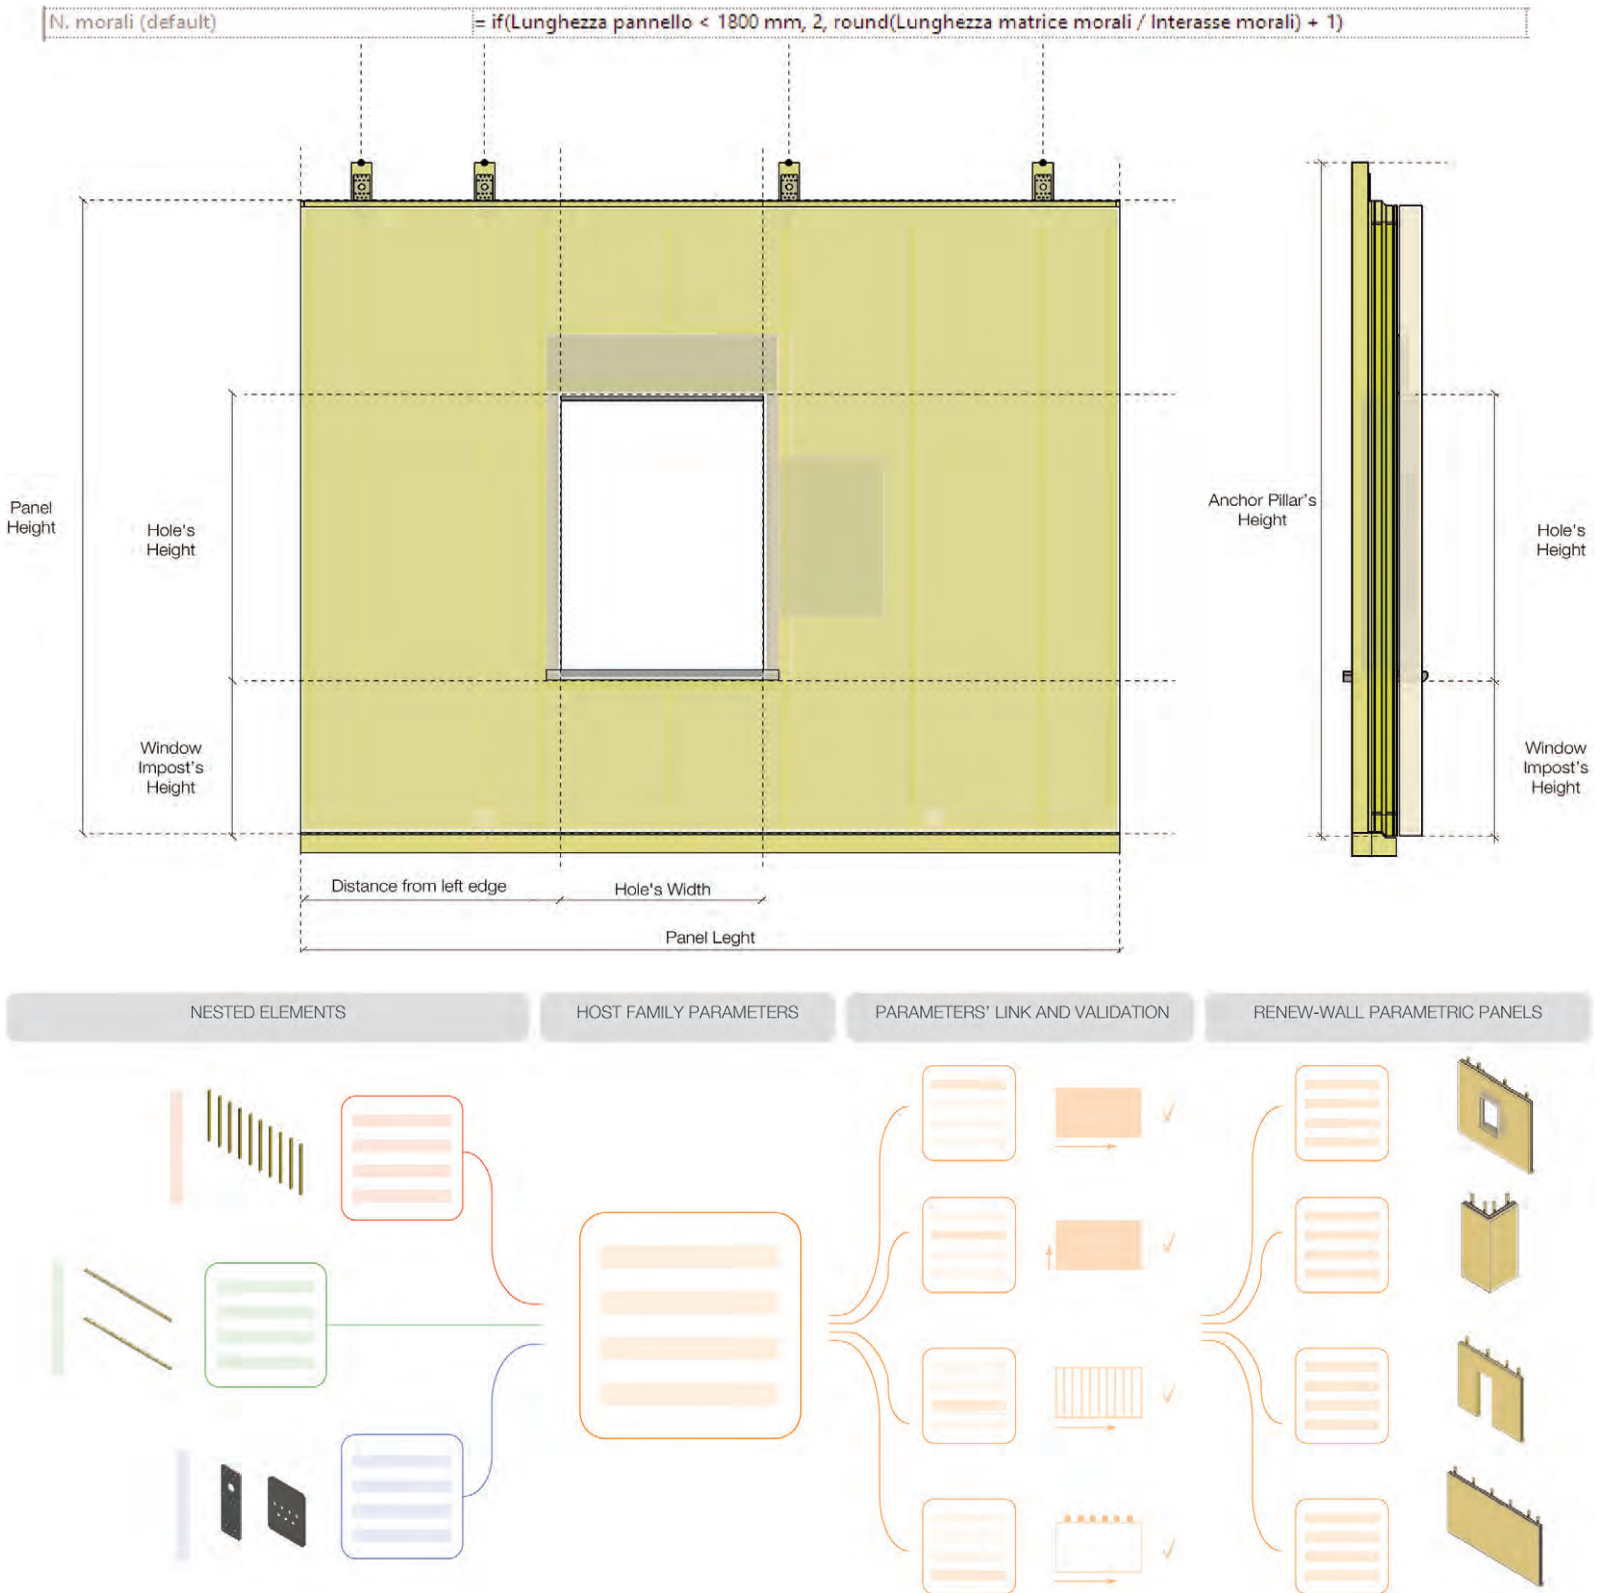 N. morali (default) = if(Lunghezza pannello < 1800 mm, 2, round(Lunghezza matrice morali / Interasse morali) + 1)
Panel
Height
Hole's
Height
Window
Impost's
Height
Anchor Pillar's
Height
Hole's
Height
Window
Impost's
Height
Distance from left edge
Hole's Width
Panel Leght
NESTED ELEMENTS
HOST FAMILY PARAMETERS
PARAMETERS' LINK AND VALIDATION
RENEW-WALL PARAMETRIC PANELS